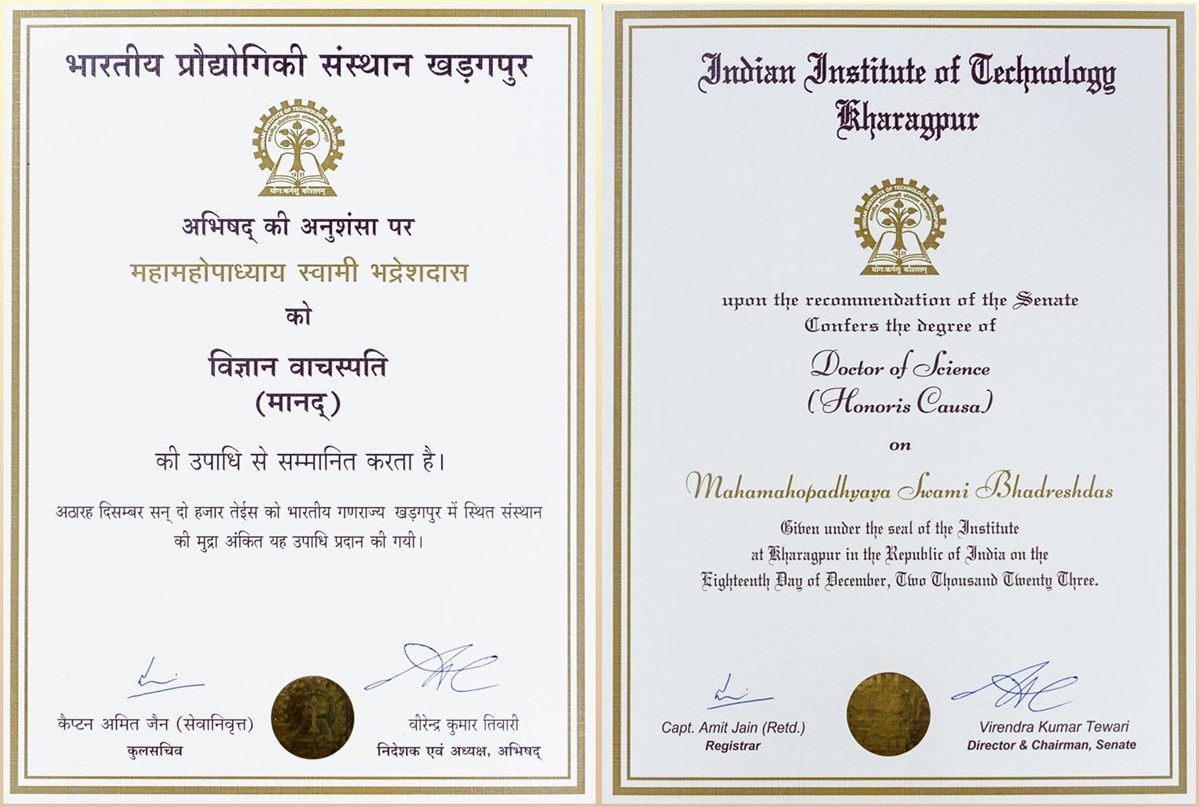 भारतीय प्रौद्योगिकी संस्थान खड़गपुर
योग:कर्मसु कौशलम्
अभिषद् की अनुशंसा पर
महामहोपाध्याय स्वामी भद्रेशदास
को
विज्ञान वाचस्पति
(मानद्)
की उपाधि से सम्मानित करता है।
अठारह दिसम्बर सन् दो हजार तेईस को भारतीय गणराज्य खड़गपुर में स्थित संस्थान
की मुद्रा अंकित यह उपाधि प्रदान की गयी।
कैप्टन अमित जैन (सेवानिवृत्त)
कुलसचिव
वीरेन्द्र कुमार तिवारी
निदेशक एवं अध्यक्ष, अभिषद्
Indian Institute of Technology
Kharagpur
योग:कर्मसु कौशलम्
upon the recommendation of the Senate
Confers the degree of
Doctor of Science
(Honoris Causa)
on
Mahamahopadhyaya Swami Bhadreshdas
Given under the seal of the Institute
at Kharagpur in the Republic of India on the
Eighteenth Day of December, Two Thousand Twenty Three.
Capt. Amit Jain (Retd.)
Registrar
Virendra Kumar Tewari
Director & Chairman, Senate